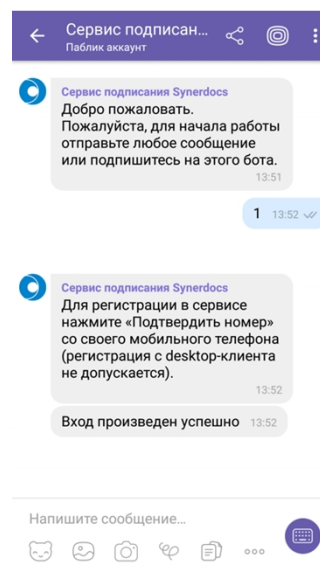 Сервис подписан...
Паблик аккаунт
Сервис подписания Synerdocs
Добро пожаловать.
Пожалуйста, для начала работы
отправьте любое сообщение
или подпишитесь на этого бота.
13:51
1 13:52
Сервис подписания Synerdocs
Для регистрации в сервисе
нажмите «Подтвердить номер»
со своего мобильного телефона
(регистрация с desktop-клиента
не допускается).
13:52
Вход произведен успешно 13:52
Напишите сообщение...